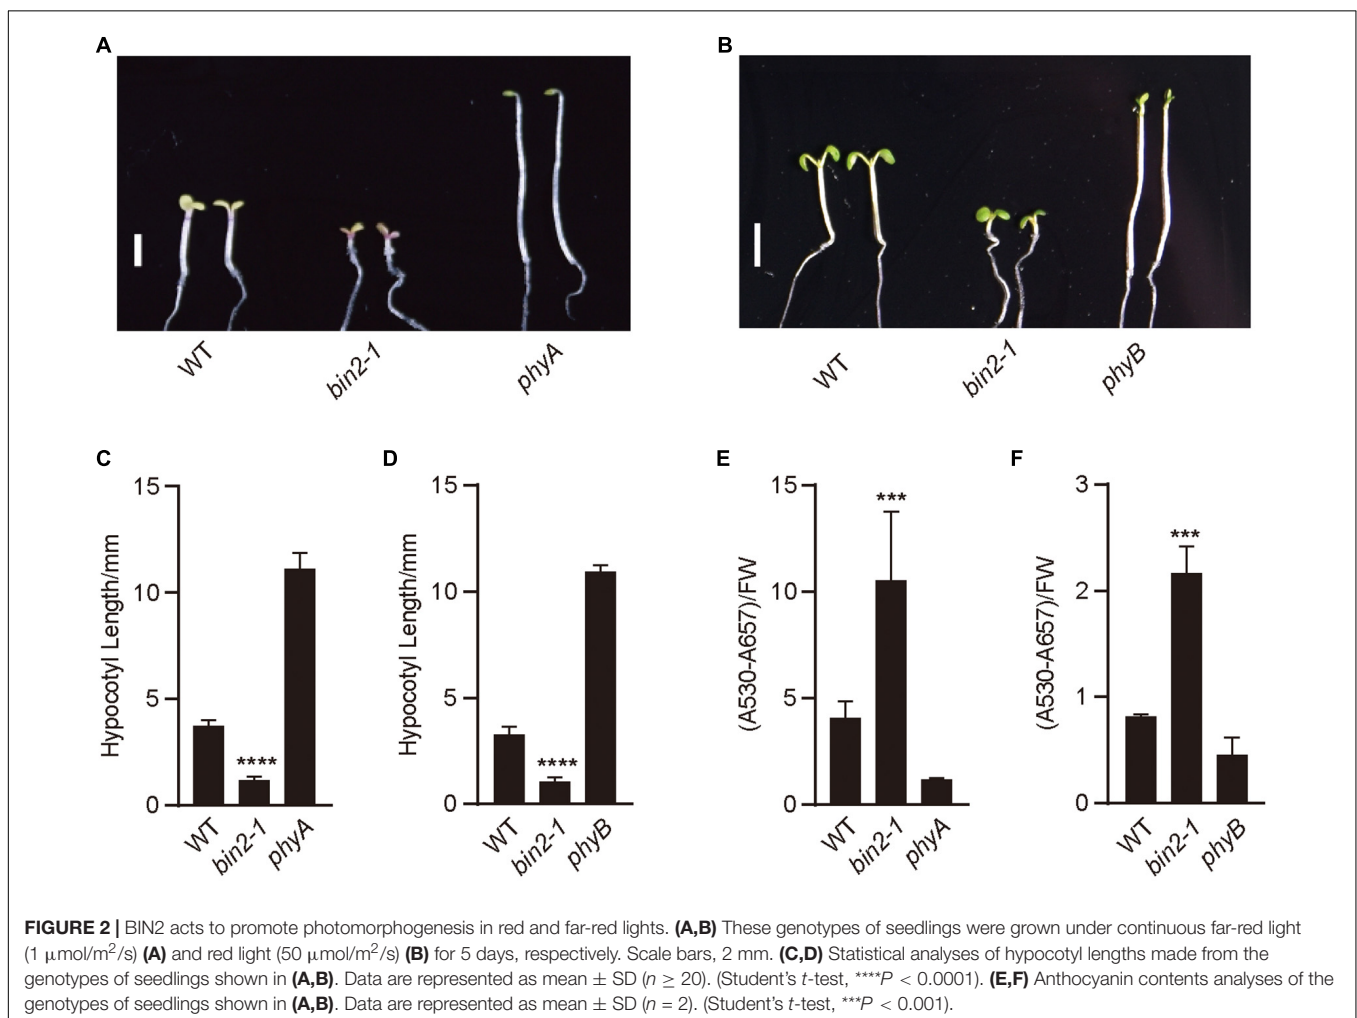 A
B
WT
bin2-1
phyA
WT
bin2-1
phyB
C
D
E
F
Hypocotyl Length/mm
15
10
5
0
****
WT
bin2-1
phyA
Hypocotyl Length/mm
15
10
5
0
****
WT
bin2-1
phyB
(A530-A657)/FW
15
10
5
0
***
WT
bin2-1
phyA
(A530-A657)/FW
3
2
1
0
***
WT
bin2-1
phyB
FIGURE 2 | BIN2 acts to promote photomorphogenesis in red and far-red lights. (A,B) These genotypes of seedlings were grown under continuous far-red light
(1 μmol/m²/s) (A) and red light (50 μmol/m²/s) (B) for 5 days, respectively. Scale bars, 2 mm. (C,D) Statistical analyses of hypocotyl lengths made from the
genotypes of seedlings shown in (A,B). Data are represented as mean ± SD (n ≥ 20). (Student's t-test, ****P < 0.0001). (E,F) Anthocyanin contents analyses of the
genotypes of seedlings shown in (A,B). Data are represented as mean ± SD (n = 2). (Student's t-test, ***P < 0.001).